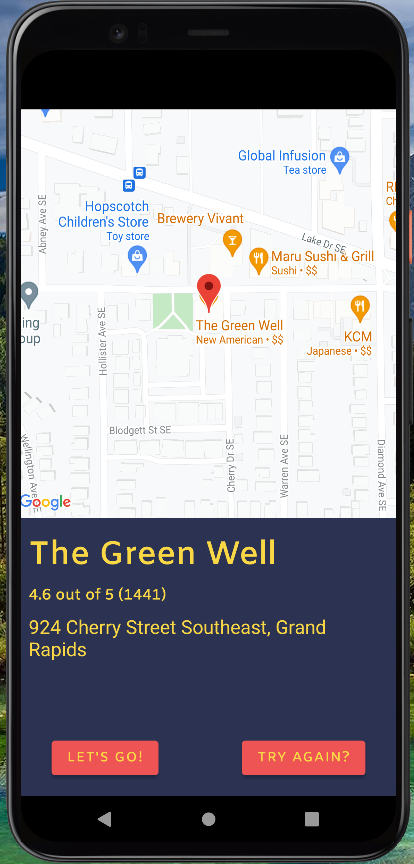 Global Infusion
Tea store
Hopscotch
Children's Store
Toy store
Brewery Vivant
Abney Ave SE
Lake Dr SE
Maru Sushi & Grill
Sushi • $$
The Green Well
New American • $$
KCM
Japanese • $$
ing
oup
Hollister Ave SE
Blodgett St SE
Cherry Dr SE
Warren Ave SE
Diamond Ave SE
Wellington Ave SE
Google
The Green Well
4.6 out of 5 (1441)
924 Cherry Street Southeast, Grand
Rapids
LET'S GO!
TRY AGAIN?